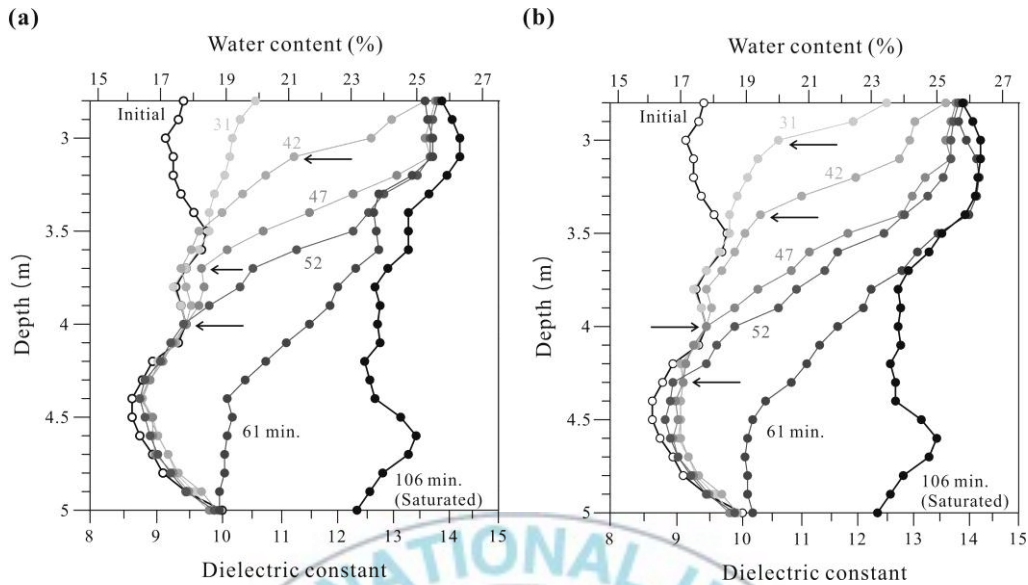 (a)
Water content (%)
15 17 19 21 23 25 27
Initial
31
42
47
52
61 min.
106 min.
(Saturated)
3
3.5
4
4.5
5
Depth (m)
8 9 10 11 12 13 14 15
Dielectric constant
(b)
Water content (%)
15 17 19 21 23 25 27
Initial
31
42
47
52
61 min.
106 min.
(Saturated)
3
3.5
4
4.5
5
Depth (m)
8 9 10 11 12 13 14 15
Dielectric constant
NATIONAL